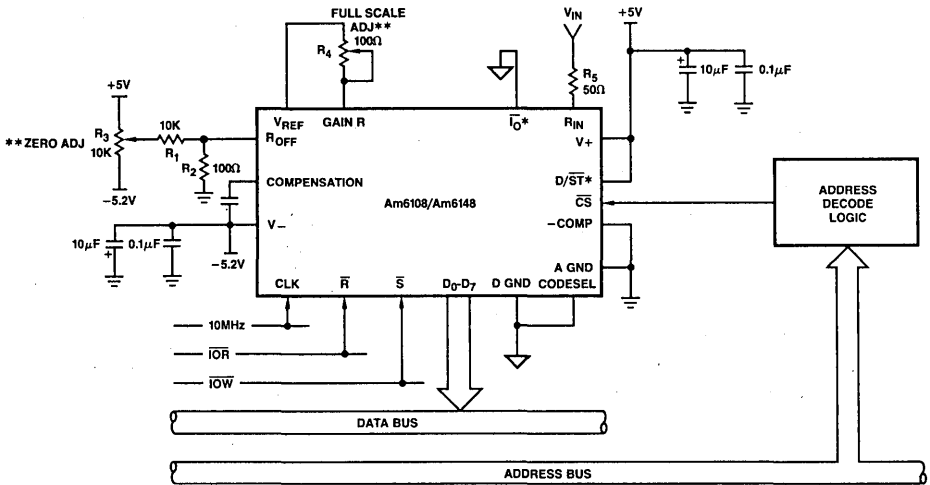 FULL SCALE
ADJ**
100Ω
R4
VIN
+5V
R5
50Ω
+
10μF
0.1μF
+5V
**ZERO ADJ
R3
10K
10K
R1
R2
100Ω
-5.2V
VREF
GAIN R
I̅O̅*
RIN
ROFF
V+
COMPENSATION
D/S̅T̅*
Am6108/Am6148
C̅S̅
-COMP
V-
A GND
10μF
+
0.1μF
-5.2V
CLK
R̅
S̅
D0-D7
D GND
CODESEL
ADDRESS
DECODE
LOGIC
10MHz
I̅O̅R̅
I̅O̅W̅
DATA BUS
ADDRESS BUS